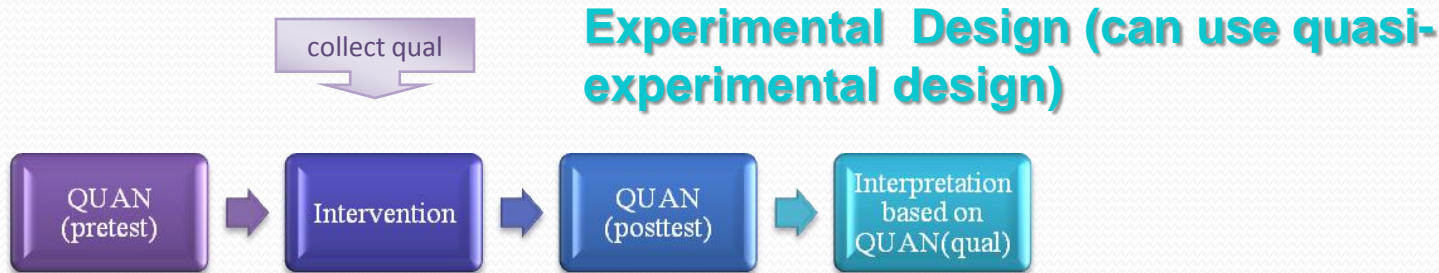 collect qual
Experimental Design (can use quasi-
experimental design)
QUAN
(pretest)
Intervention
QUAN
(posttest)
Interpretation
based on
QUAN(qual)